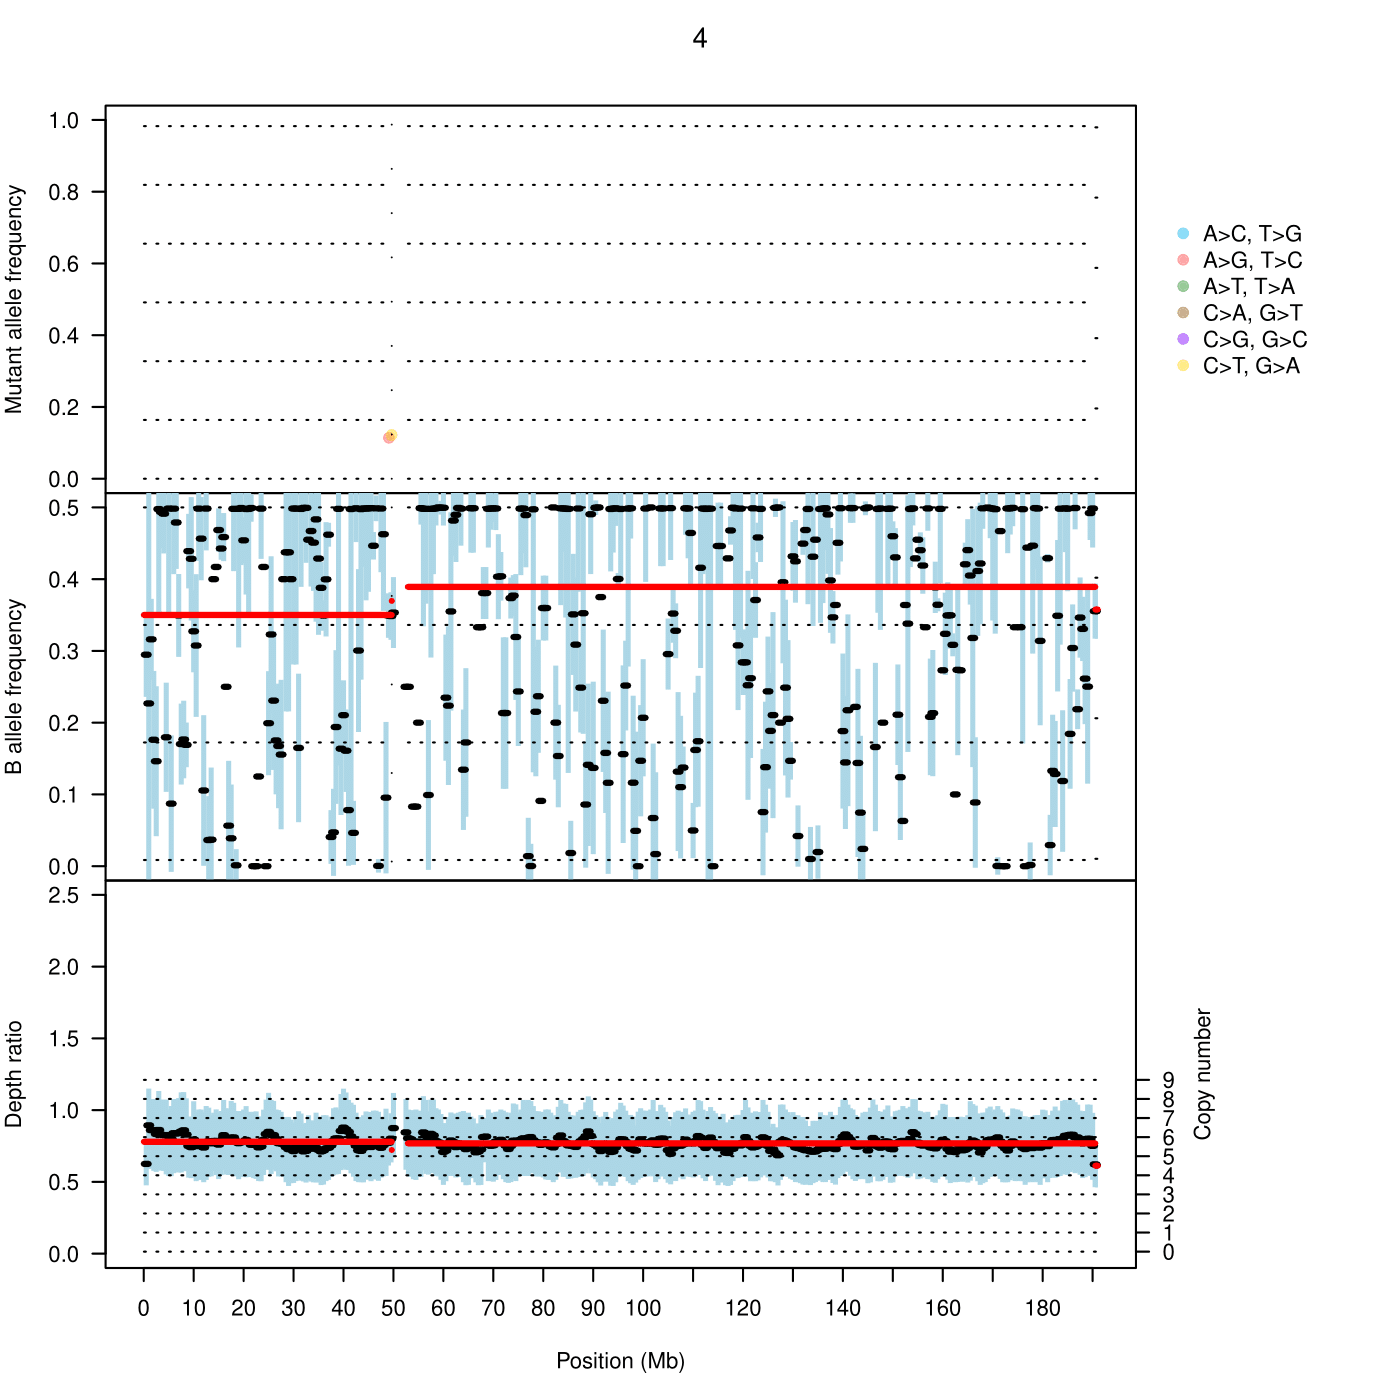 4
Mutant allele frequency
1.0
0.8
0.6
0.4
0.2
0.0
A>C, T>G
A>G, T>C
A>T, T>A
C>A, G>T
C>G, G>C
C>T, G>A
B allele frequency
0.5
0.4
0.3
0.2
0.1
0.0
Depth ratio
2.5
2.0
1.5
1.0
0.5
0.0
Copy number
9
8
7
6
5
4
3
2
1
0
0 10 20 30 40 50 60 70 80 90 100 120 140 160 180
Position (Mb)